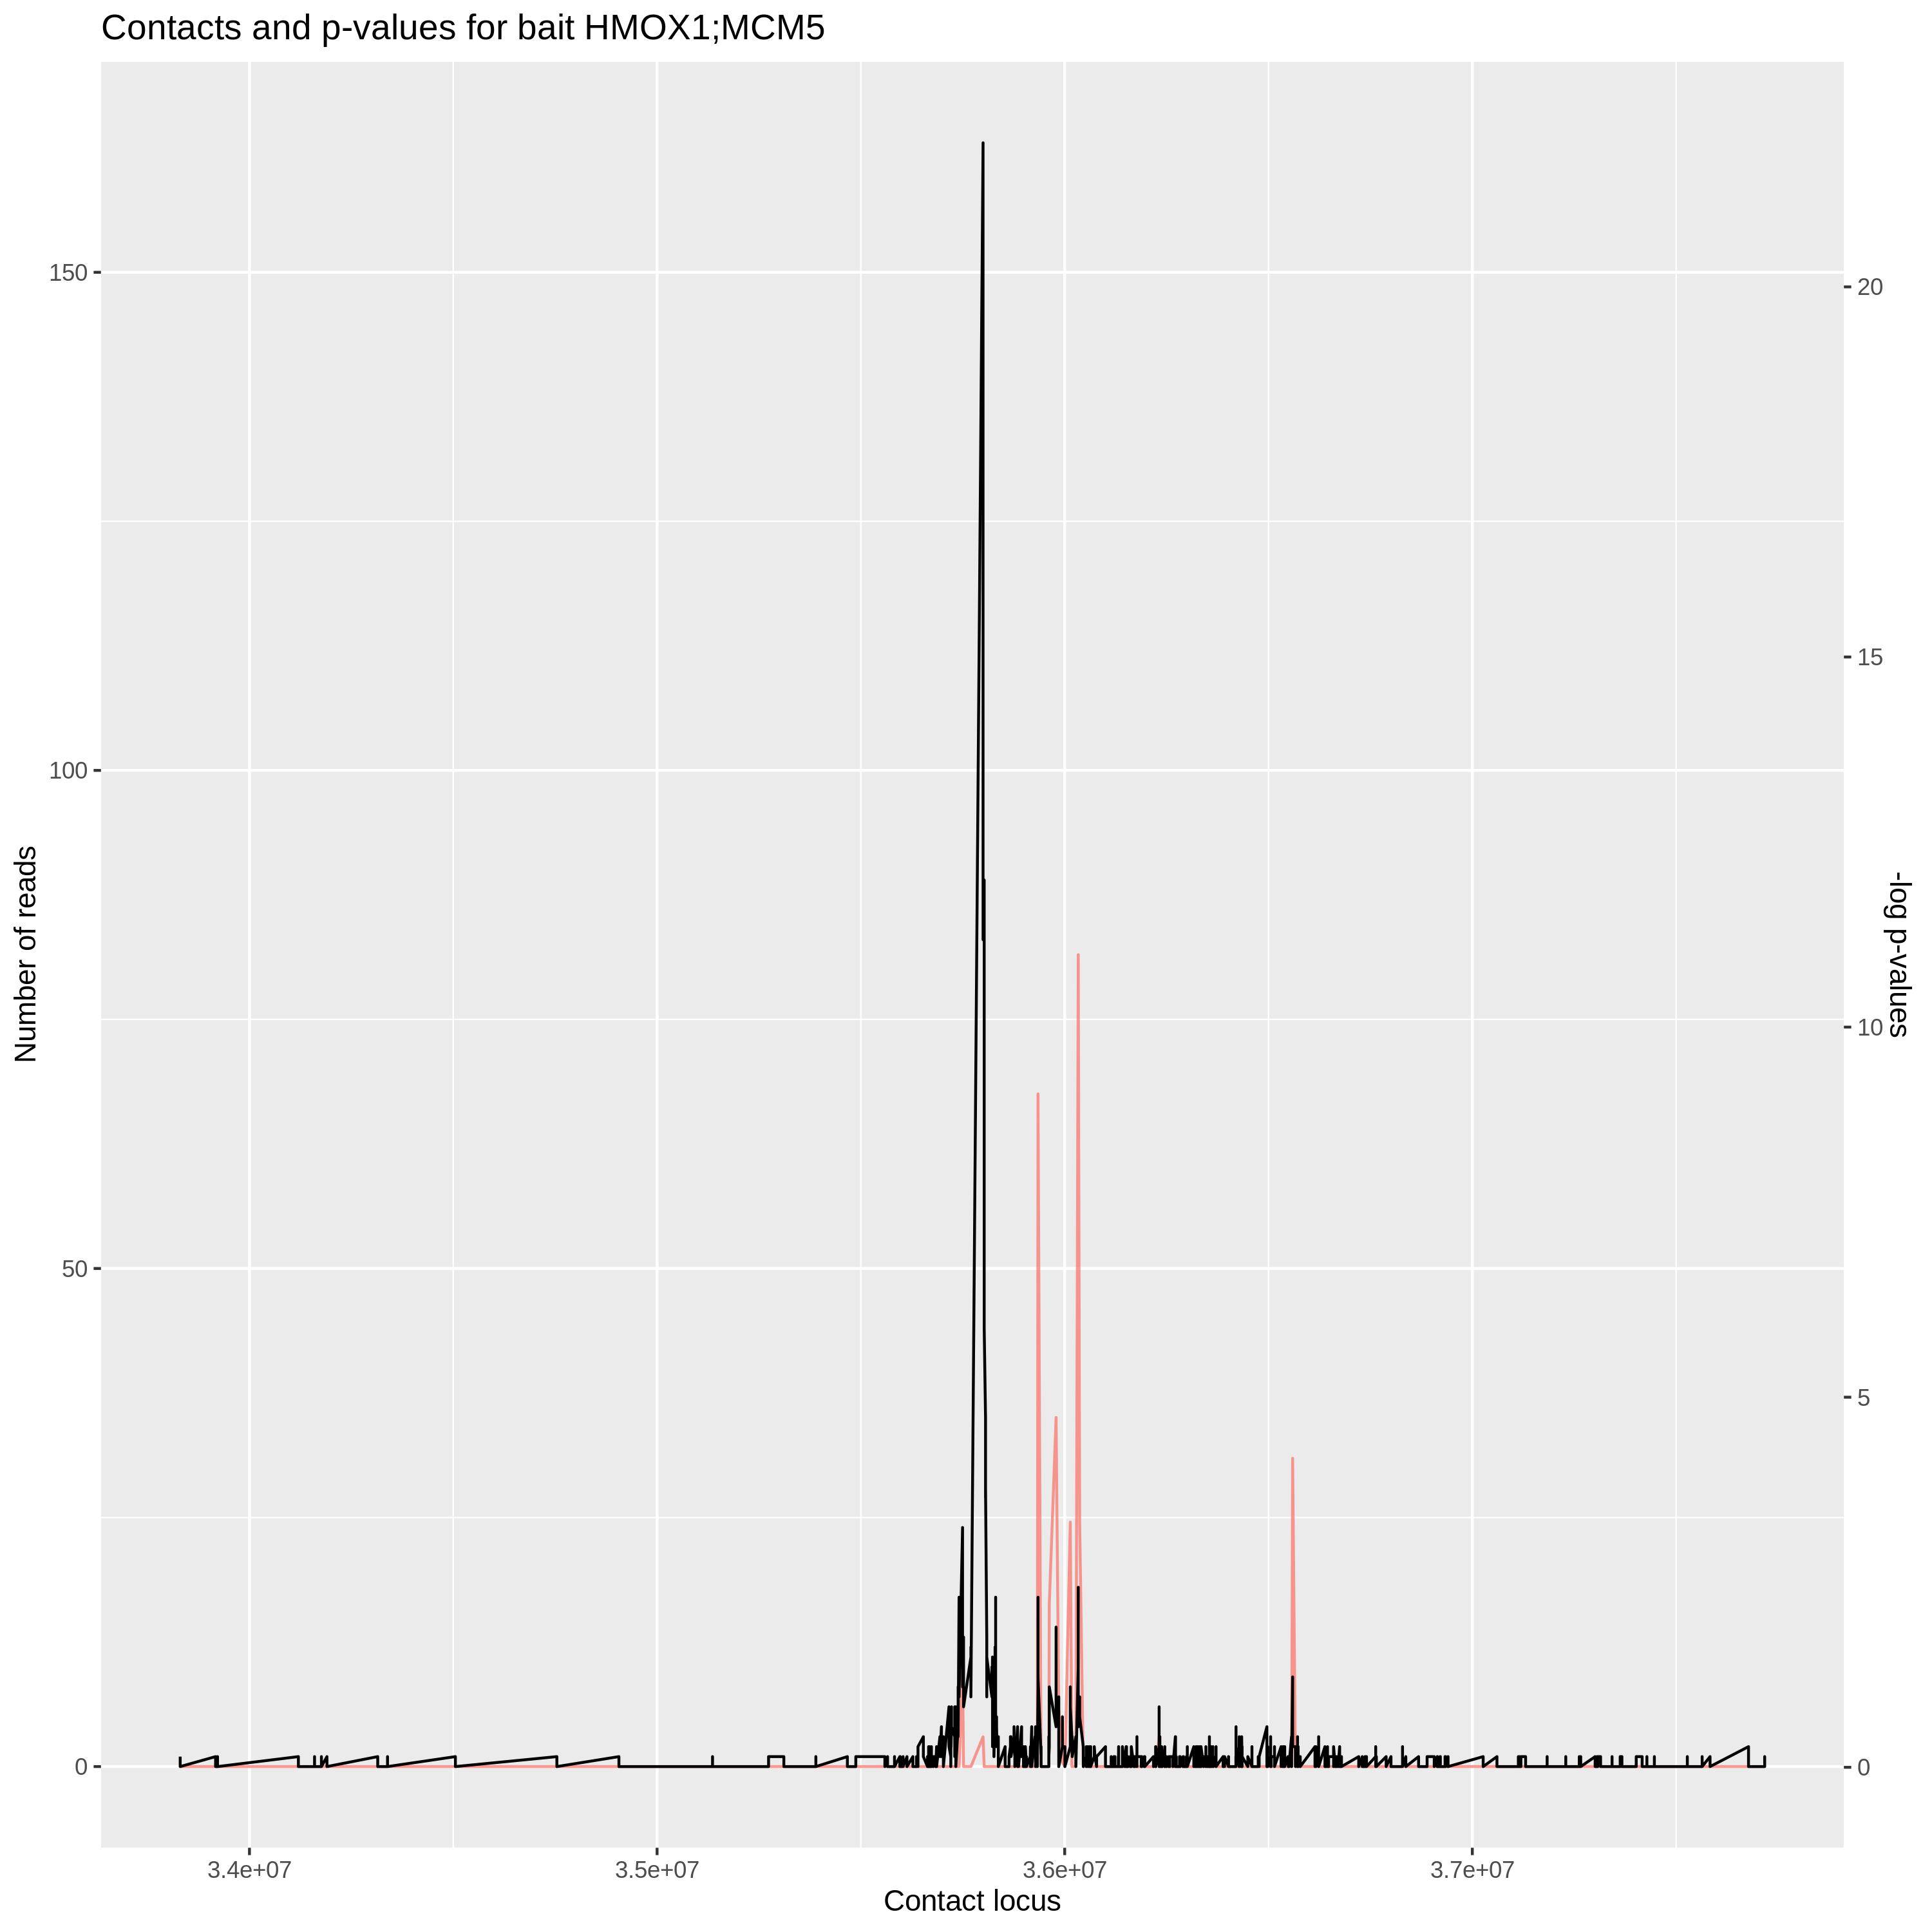 Contacts and p-values for bait HMOX1;MCM5
150
100
50
0
Number of reads
20
15
10
5
0
-log p-values
3.4e+07
3.5e+07
3.6e+07
3.7e+07
Contact locus